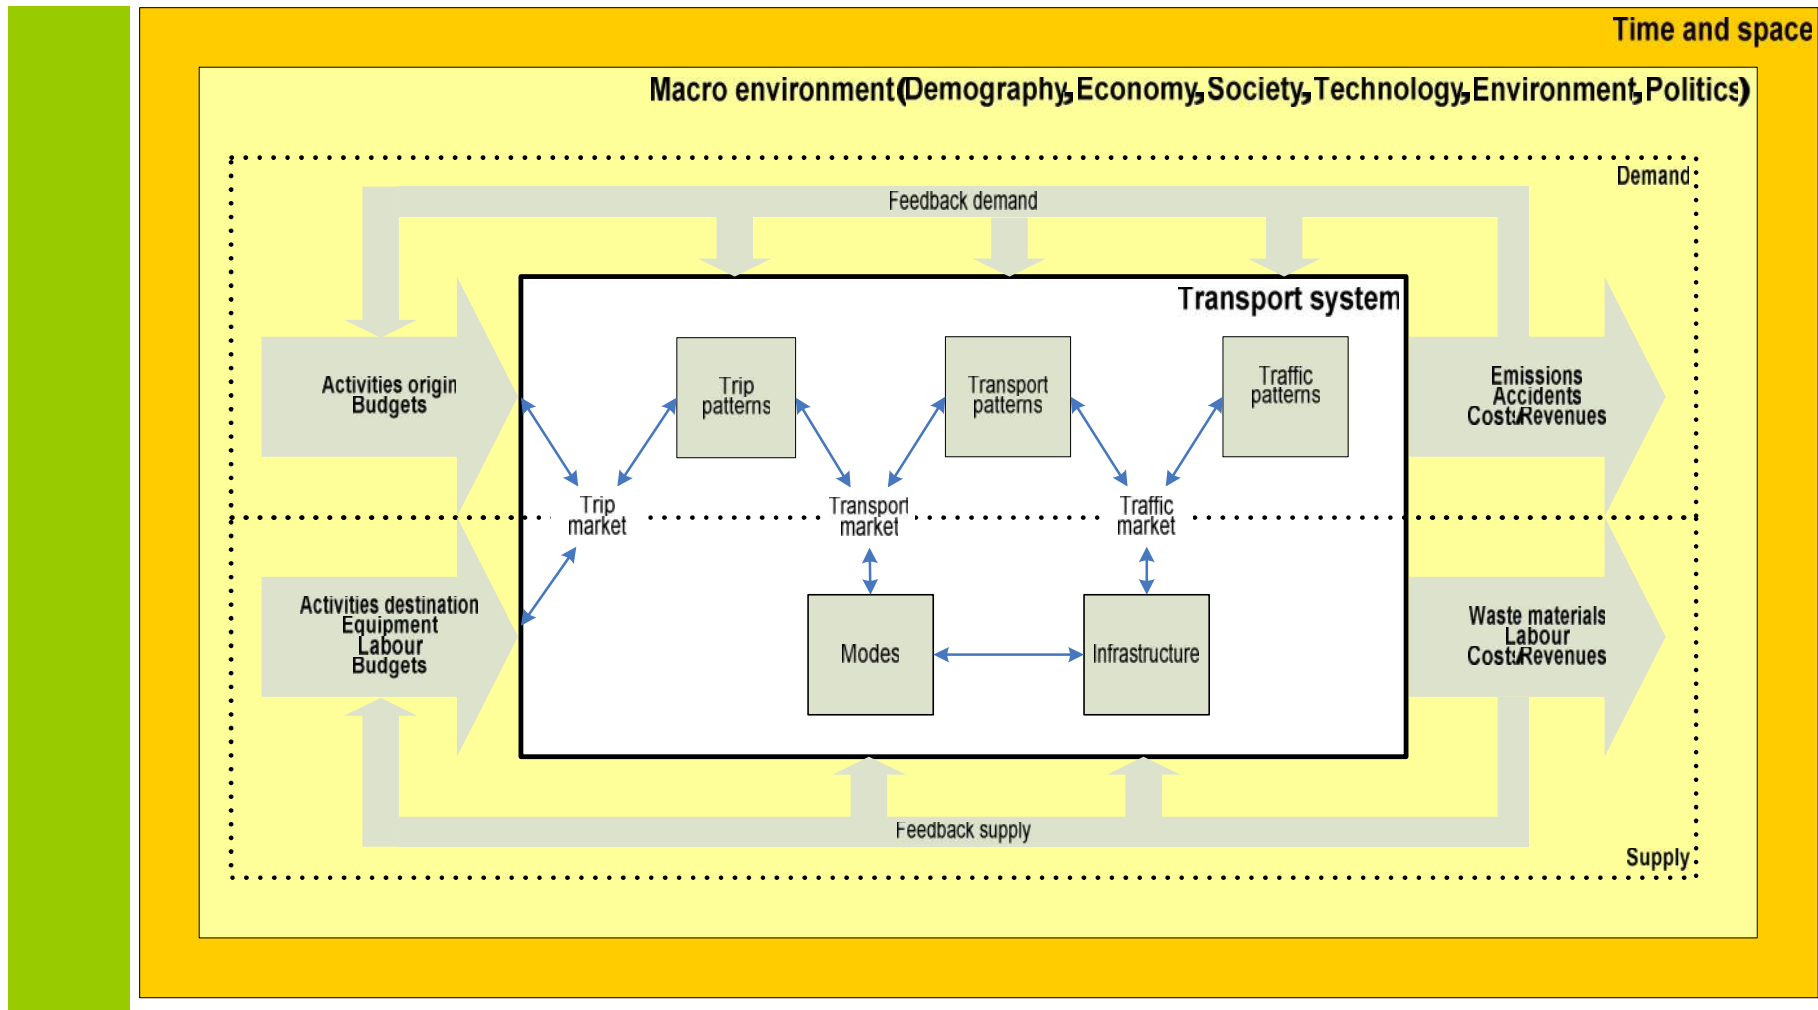 Time and space
Macro environment(Demography,Economy,Society,Technology,Environment,Politics)
Demand
Feedback demand
Transport system
Activities origin
Budgets
Trip
patterns
Transport
patterns
Traffic
patterns
Emissions
Accidents
Costs/Revenues
Trip
market
Transport
market
Traffic
market
Activities destination
Equipment
Labour
Budgets
Modes
Infrastructure
Waste materials
Labour
Costs/Revenues
Feedback supply
Supply